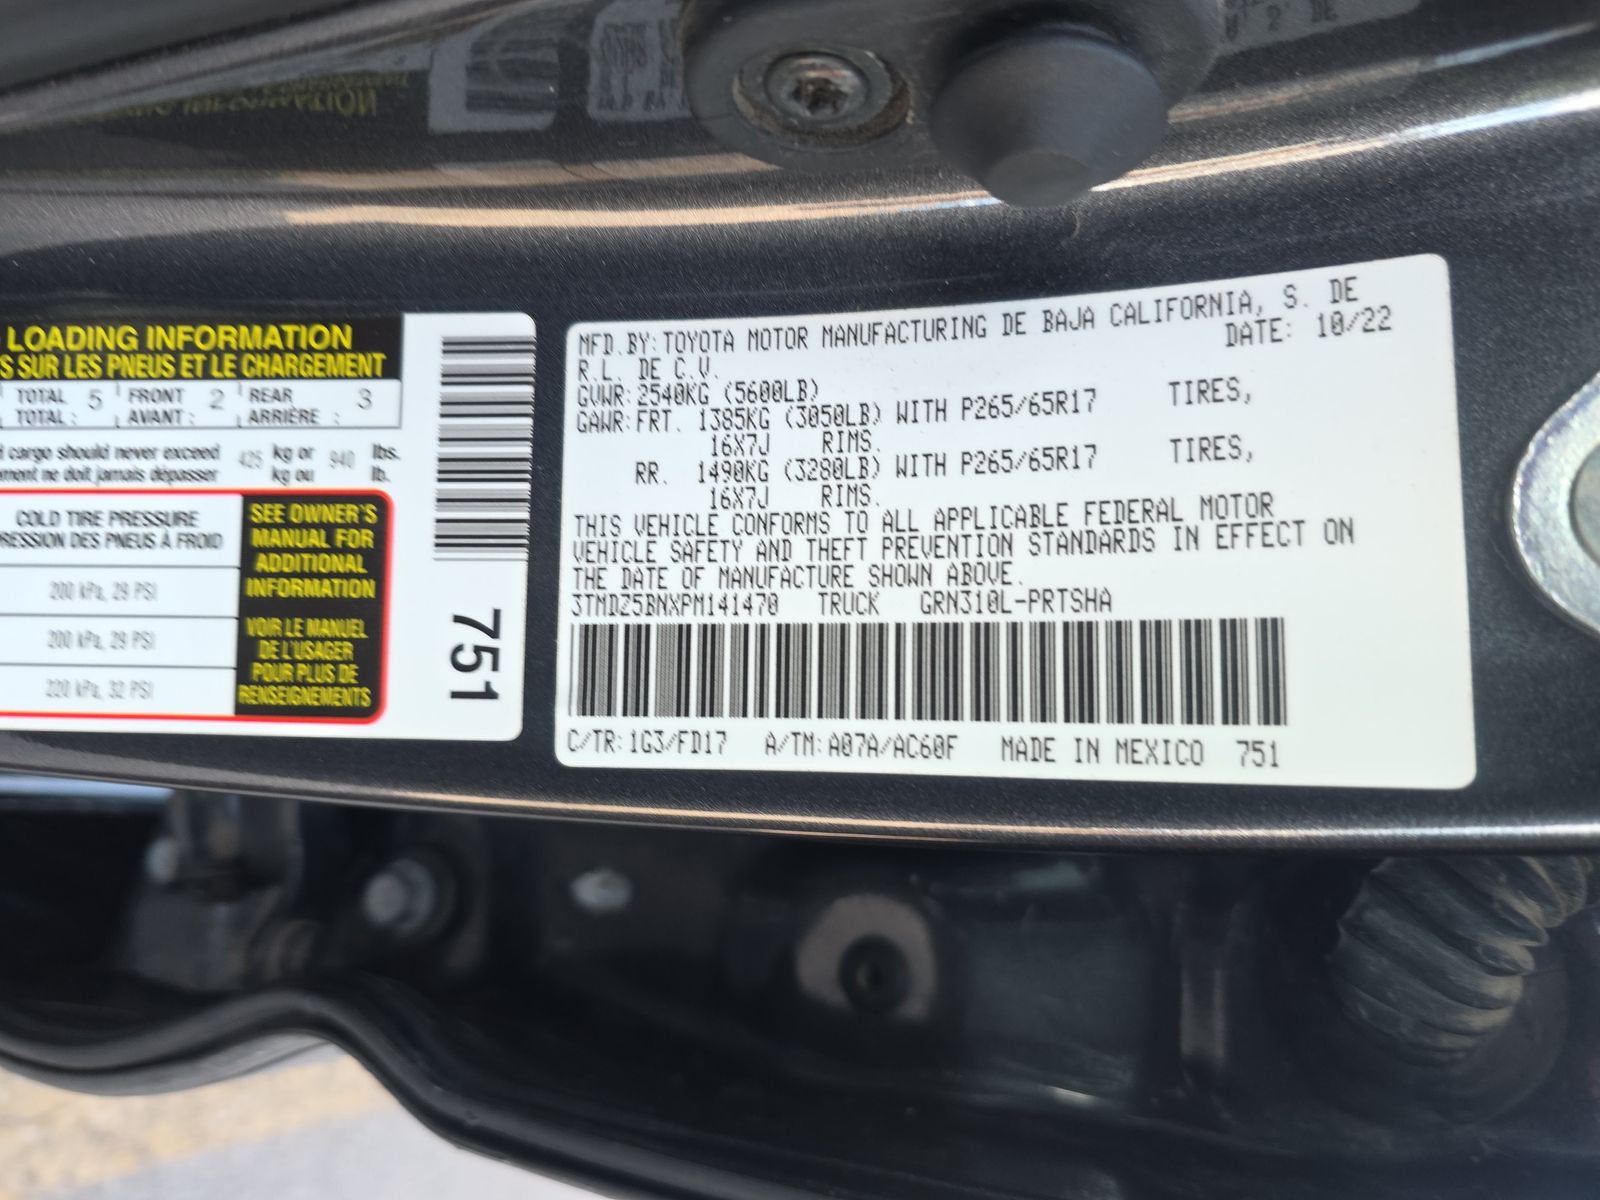 LOADING INFORMATION
SUR LES PNEUS ET LE CHARGEMENT
TOTAL 5 FRONT 2 REAR 3
TOTAL: AVANT: ARRIÈRE :
cargo should never exceed 425 kg or 940 lbs.
ne doit jamais dépasser kg ou lb.
COLD TIRE PRESSURE
DES PNEUS À FROID
200 kPa, 29 PSI
200 kPa, 29 PSI
220 kPa, 32 PSI
SEE OWNER'S
MANUAL FOR
ADDITIONAL
INFORMATION
VOIR LE MANUEL
DE L'USAGER
POUR PLUS DE
RENSEIGNEMENTS
751
MFD.BY:TOYOTA MOTOR MANUFACTURING DE BAJA CALIFORNIA, S. DE
R.L. DE C.V. DATE: 10/22
GVWR:2540KG (5600LB)
GAWR:FRT. 1385KG (3050LB) WITH P265/65R17 TIRES,
16X7J RIMS.
RR. 1490KG (3280LB) WITH P265/65R17 TIRES,
16X7J RIMS.
THIS VEHICLE CONFORMS TO ALL APPLICABLE FEDERAL MOTOR
VEHICLE SAFETY AND THEFT PREVENTION STANDARDS IN EFFECT ON
THE DATE OF MANUFACTURE SHOWN ABOVE.
3TMDZ5BNXPM141470 TRUCK GRN310L-PRTSHA
C/TR:1G3/FD17 A/TM:A07A/AC60F MADE IN MEXICO 751